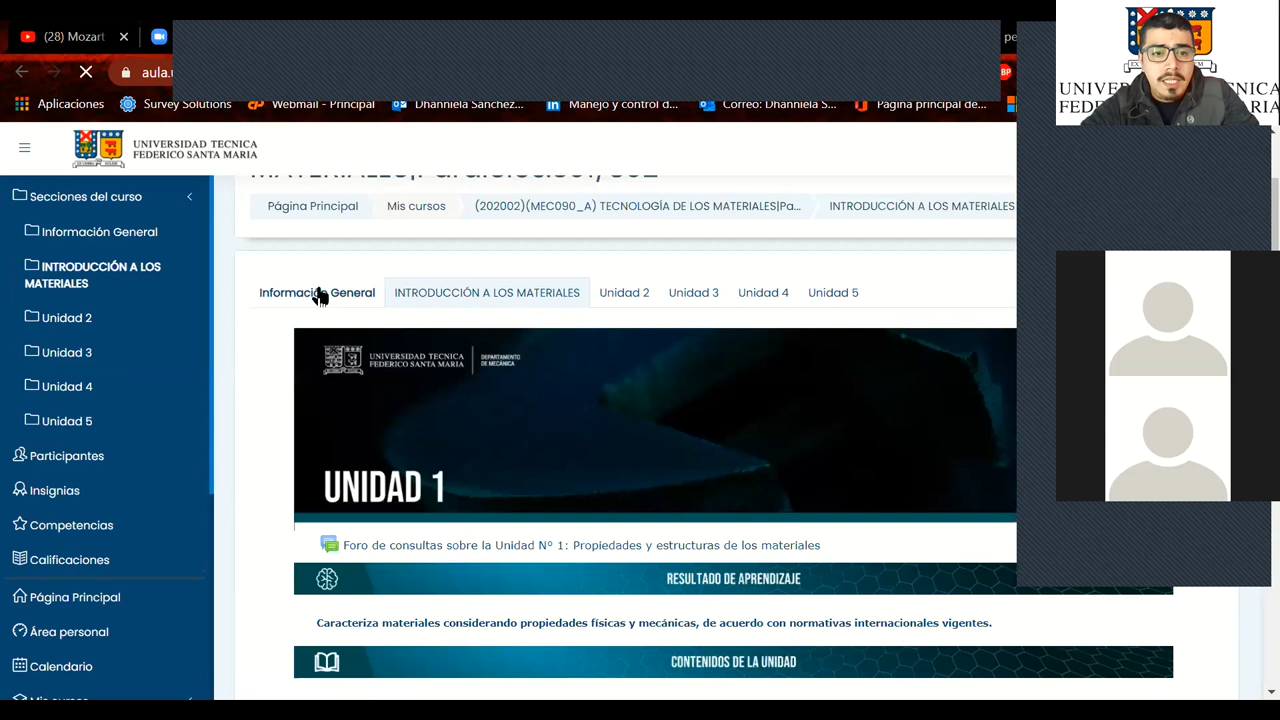 (28) Mozart
pe
aula.
BP
Aplicaciones
Survey Solutions
Webmail - Principal
Dhanniela Sanchez...
Manejo y control d...
Correo: Dhanniela S...
Página principal de...
UNIVERSIDAD TECNICA
FEDERICO SANTA MARIA
Secciones del curso
Información General
INTRODUCCIÓN A LOS
MATERIALES
Unidad 2
Unidad 3
Unidad 4
Unidad 5
Participantes
Insignias
Competencias
Calificaciones
Página Principal
Área personal
Calendario
Página Principal
Mis cursos
(202002)(MEC090_A) TECNOLOGÍA DE LOS MATERIALES|Pa...
INTRODUCCIÓN A LOS MATERIALES
Información General
INTRODUCCIÓN A LOS MATERIALES
Unidad 2
Unidad 3
Unidad 4
Unidad 5
UNIVERSIDAD TECNICA
FEDERICO SANTA MARIA
DEPARTAMENTO
DE MECÁNICA
UNIDAD 1
Foro de consultas sobre la Unidad Nº 1: Propiedades y estructuras de los materiales
RESULTADO DE APRENDIZAJE
Caracteriza materiales considerando propiedades físicas y mecánicas, de acuerdo con normativas internacionales vigentes.
CONTENIDOS DE LA UNIDAD